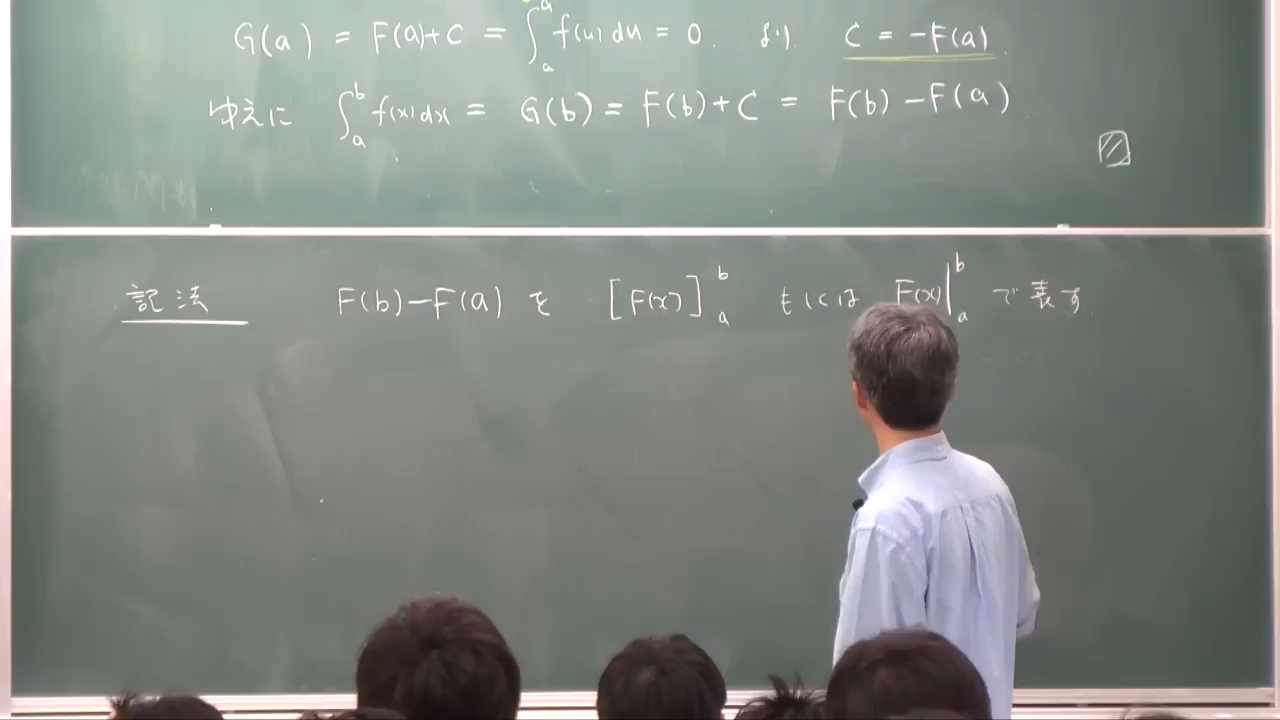 G(a) = F(a)+C = ∫_a^a f(u) du = 0. より C = -F(a).
ゆえに ∫_a^b f(x) dx = G(b) = F(b)+C = F(b) - F(a)
記法 F(b)-F(a) を [F(x)]_a^b もしくは F(x)|_a^b で表す.